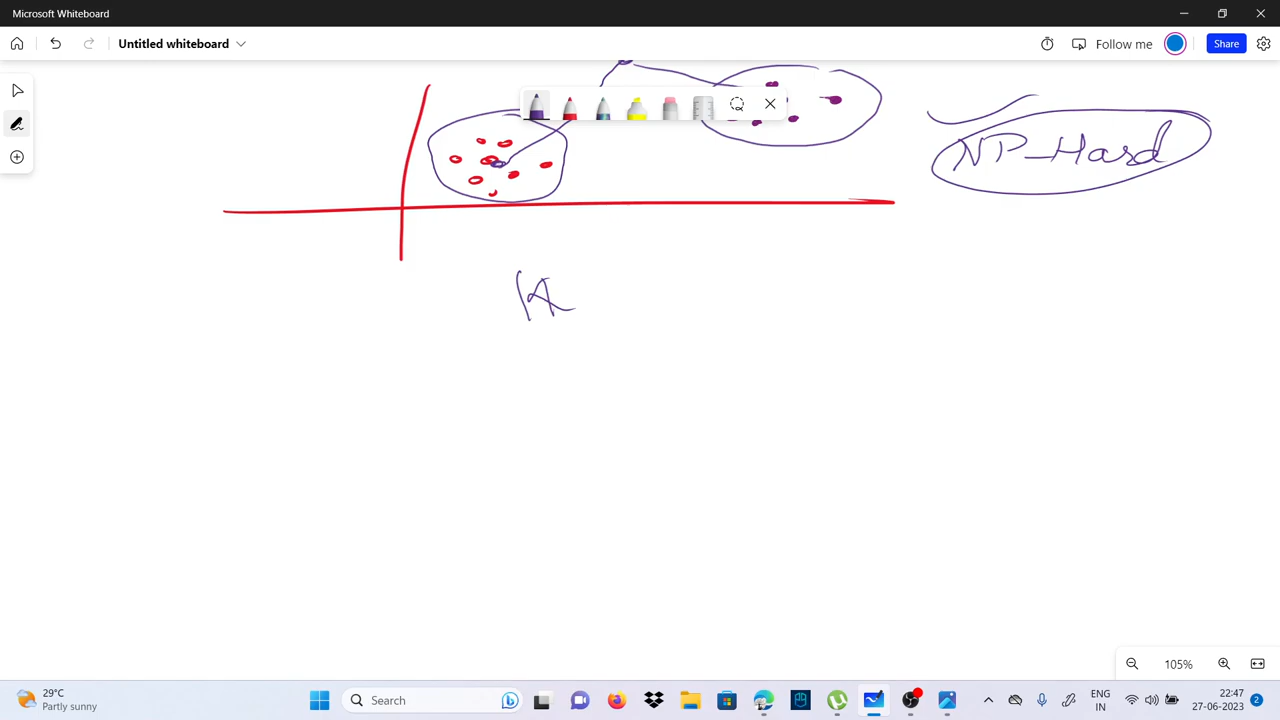 Microsoft Whiteboard
Untitled whiteboard
Follow me
Share
NP-Hard
105%
29°C
Partly sunny
Search
ENG
IN
22:47
27-06-2023
2